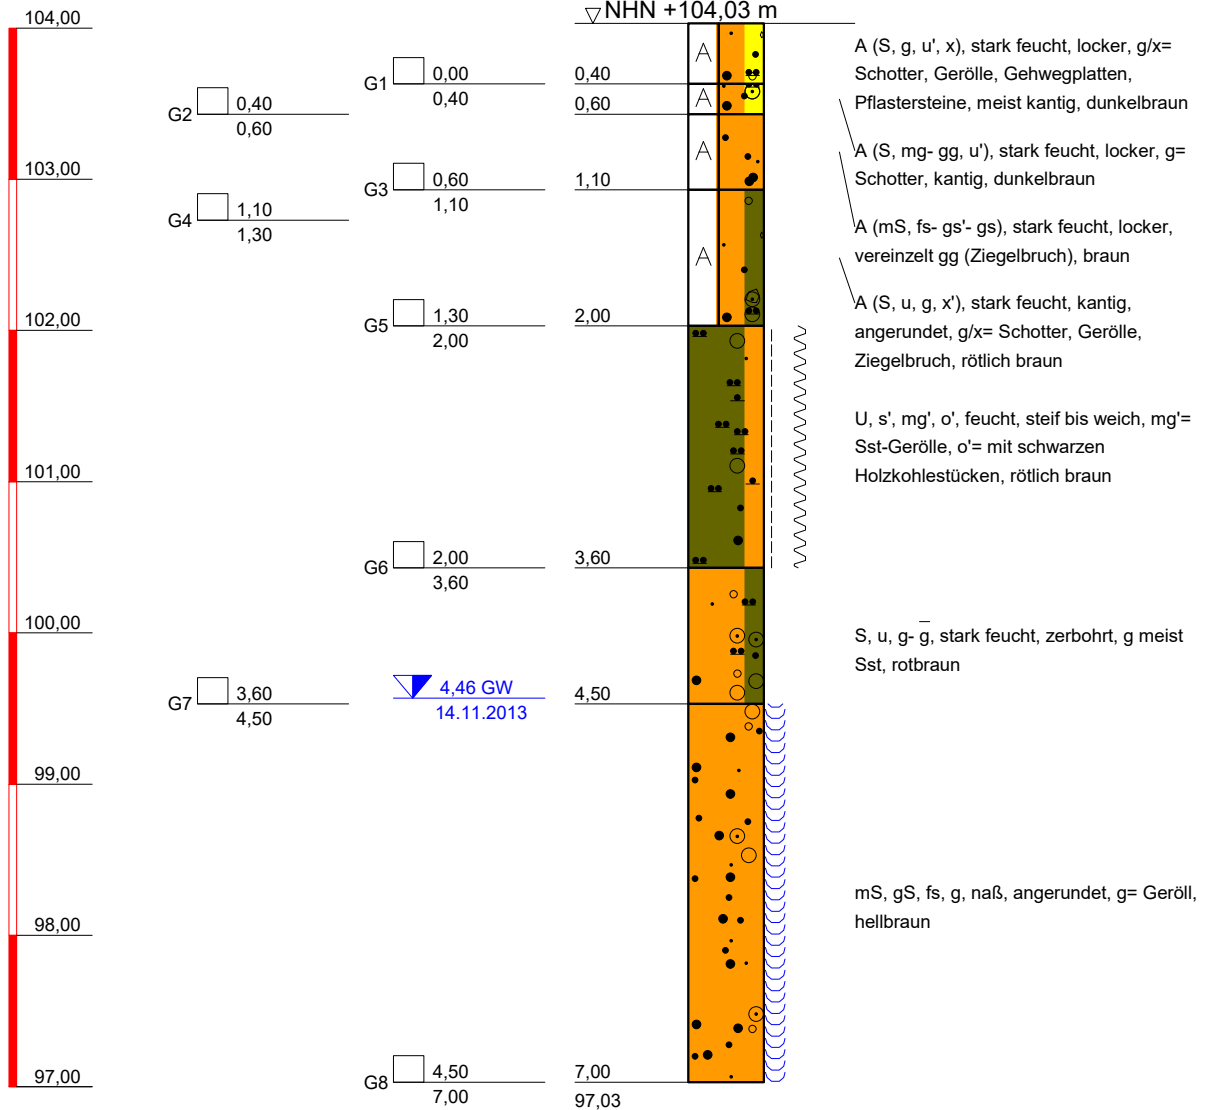 NHN +104,03 m
104,00
103,00
102,00
101,00
100,00
99,00
98,00
97,00
G1 0,00
0,40
G2 0,40
0,60
G3 0,60
1,10
G4 1,10
1,30
G5 1,30
2,00
G6 2,00
3,60
G7 3,60
4,50
4,46 GW
14.11.2013
G8 4,50
7,00
0,40
0,60
1,10
2,00
3,60
4,50
7,00
97,03
A
A
A
A
A (S, g, u', x), stark feucht, locker, g/x=
Schotter, Gerölle, Gehwegplatten,
Pflastersteine, meist kantig, dunkelbraun
A (S, mg- gg, u'), stark feucht, locker, g=
Schotter, kantig, dunkelbraun
A (mS, fs- gs'- gs), stark feucht, locker,
vereinzelt gg (Ziegelbruch), braun
A (S, u, g, x'), stark feucht, kantig,
angerundet, g/x= Schotter, Gerölle,
Ziegelbruch, rötlich braun
U, s', mg', o', feucht, steif bis weich, mg'=
Sst-Gerölle, o'= mit schwarzen
Holzkohlestücken, rötlich braun
S, u, g- g̅, stark feucht, zerbohrt, g meist
Sst, rotbraun
mS, gS, fs, g, naß, angerundet, g= Geröll,
hellbraun